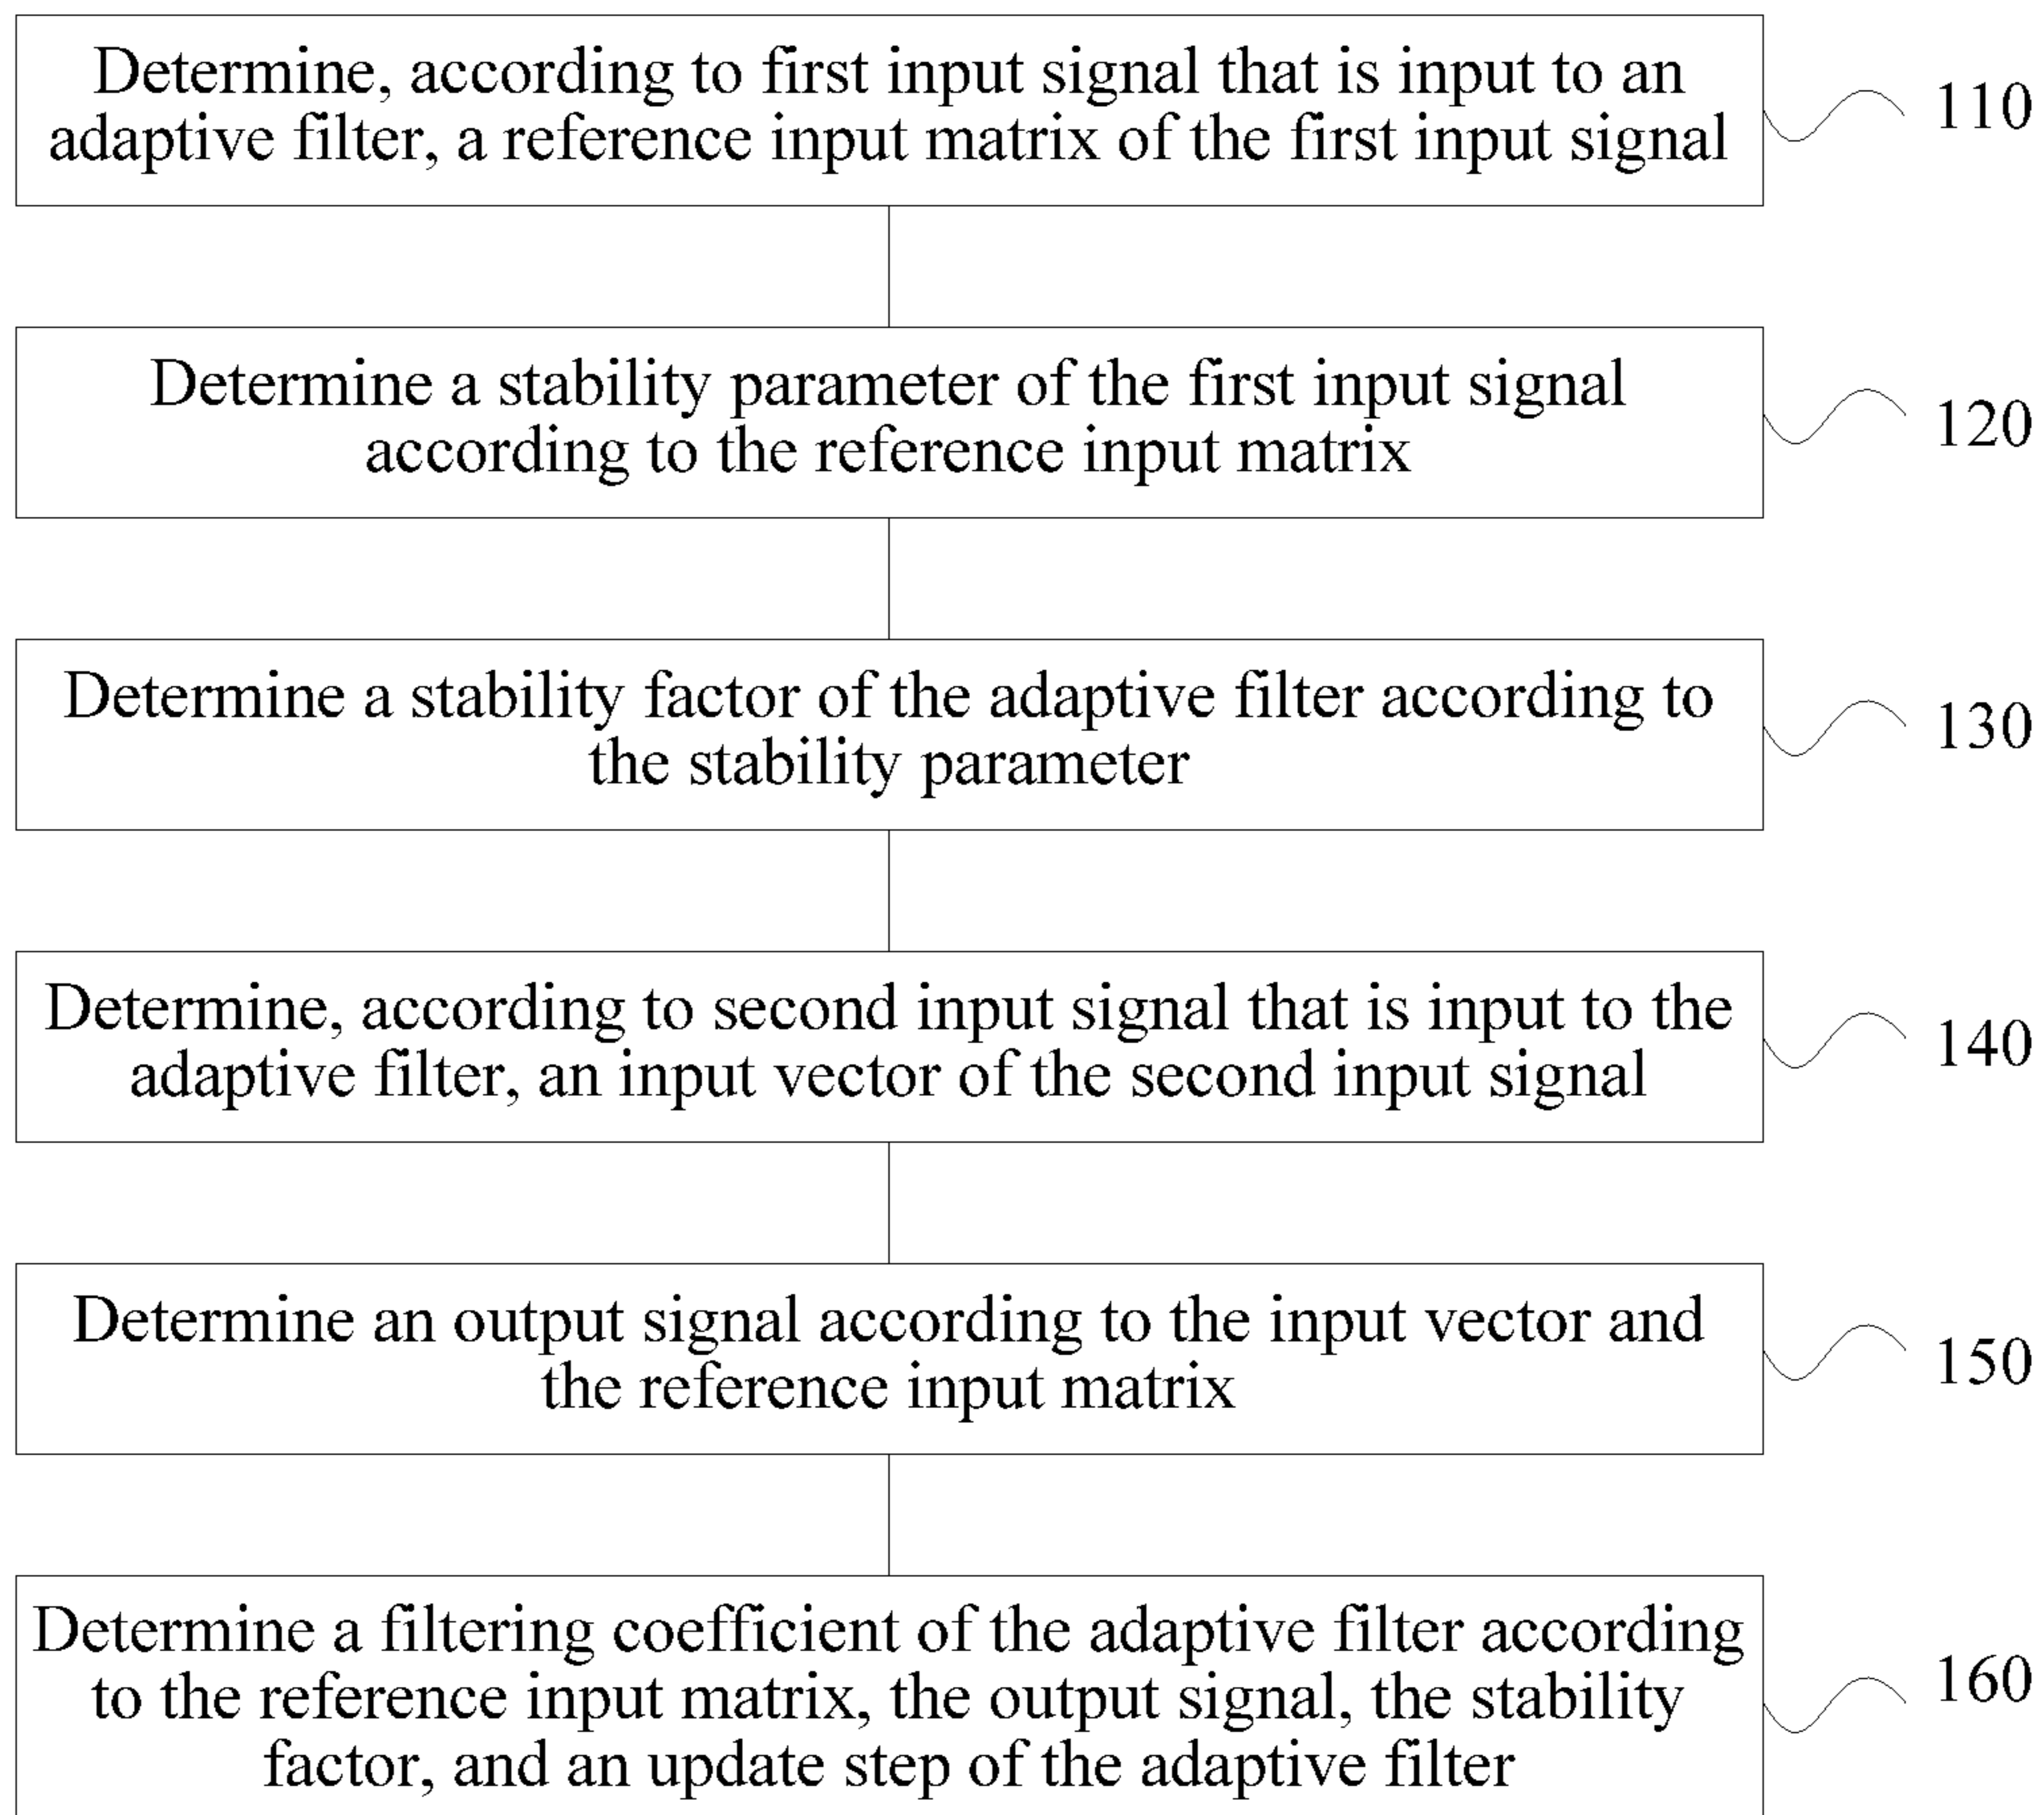 Determine, according to first input signal that is input to an
adaptive filter, a reference input matrix of the first input signal
110
Determine a stability parameter of the first input signal
according to the reference input matrix
120
Determine a stability factor of the adaptive filter according to
the stability parameter
130
Determine, according to second input signal that is input to the
adaptive filter, an input vector of the second input signal
140
Determine an output signal according to the input vector and
the reference input matrix
150
Determine a filtering coefficient of the adaptive filter according
to the reference input matrix, the output signal, the stability
factor, and an update step of the adaptive filter
160